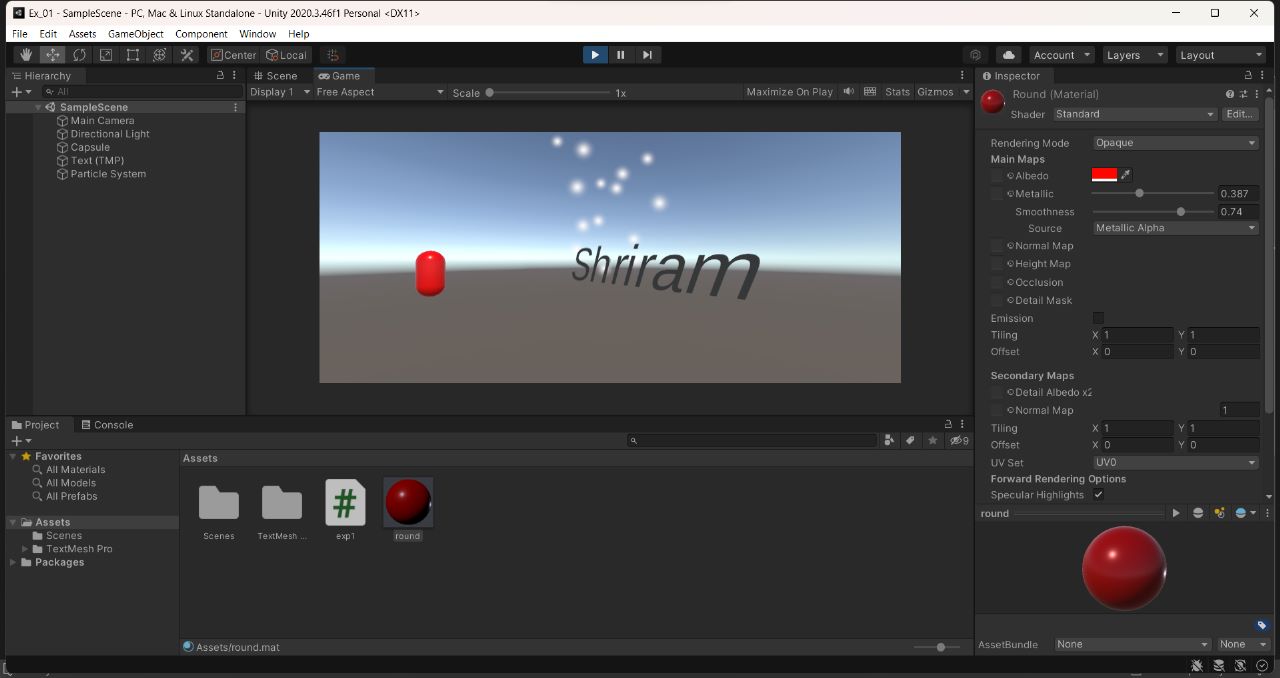 Ex_01 - SampleScene - PC, Mac & Linux Standalone - Unity 2020.3.46f1 Personal <DX11>
File Edit Assets GameObject Component Window Help
Center Local Account Layers Layout
Hierarchy
All
SampleScene
Main Camera
Directional Light
Capsule
Text (TMP)
Particle System
Scene Game
Display 1 Free Aspect Scale 1x Maximize On Play Stats Gizmos
Shriram
Inspector
Round (Material)
Shader Standard Edit...
Rendering Mode Opaque
Main Maps
Albedo
Metallic 0.387
Smoothness 0.74
Source Metallic Alpha
Normal Map
Height Map
Occlusion
Detail Mask
Emission
Tiling X 1 Y 1
Offset X 0 Y 0
Secondary Maps
Detail Albedo x2
Normal Map 1
Tiling X 1 Y 1
Offset X 0 Y 0
UV Set UV0
Forward Rendering Options
Specular Highlights
round
AssetBundle None None
Project Console
9
Favorites
All Materials
All Models
All Prefabs
Assets
Scenes
TextMesh Pro
Packages
Assets
Scenes TextMesh ... exp1 round
Assets/round.mat